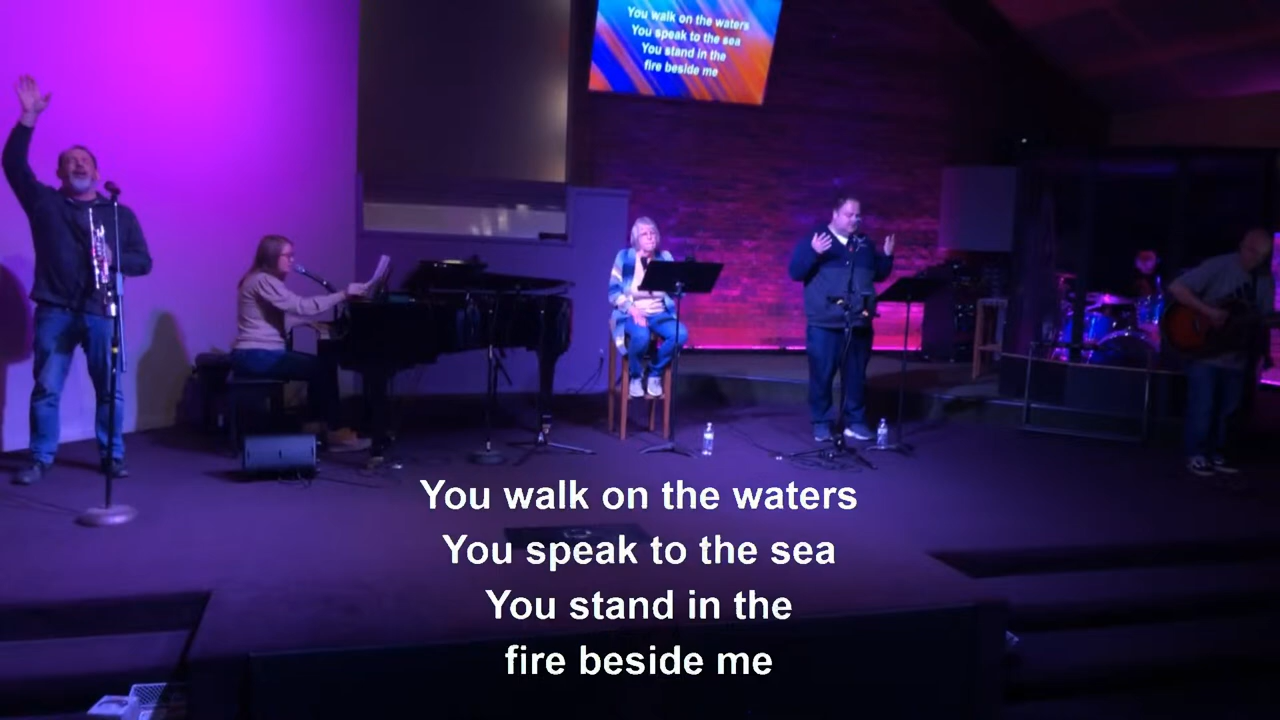 You walk on the waters
You speak to the sea
You stand in the
fire beside me
You walk on the waters
You speak to the sea
You stand in the
fire beside me